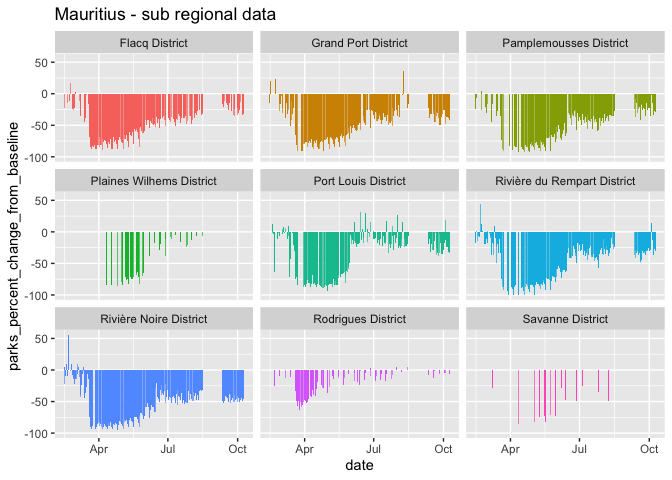 Mauritius - sub regional data
Flacq District
Grand Port District
Pamplemousses District
50
0
-50
-100
Plaines Wilhems District
Port Louis District
Rivière du Rempart District
50
0
-50
-100
Rivière Noire District
Rodrigues District
Savanne District
50
0
-50
-100
Apr Jul Oct
Apr Jul Oct
Apr Jul Oct
date
parks_percent_change_from_baseline